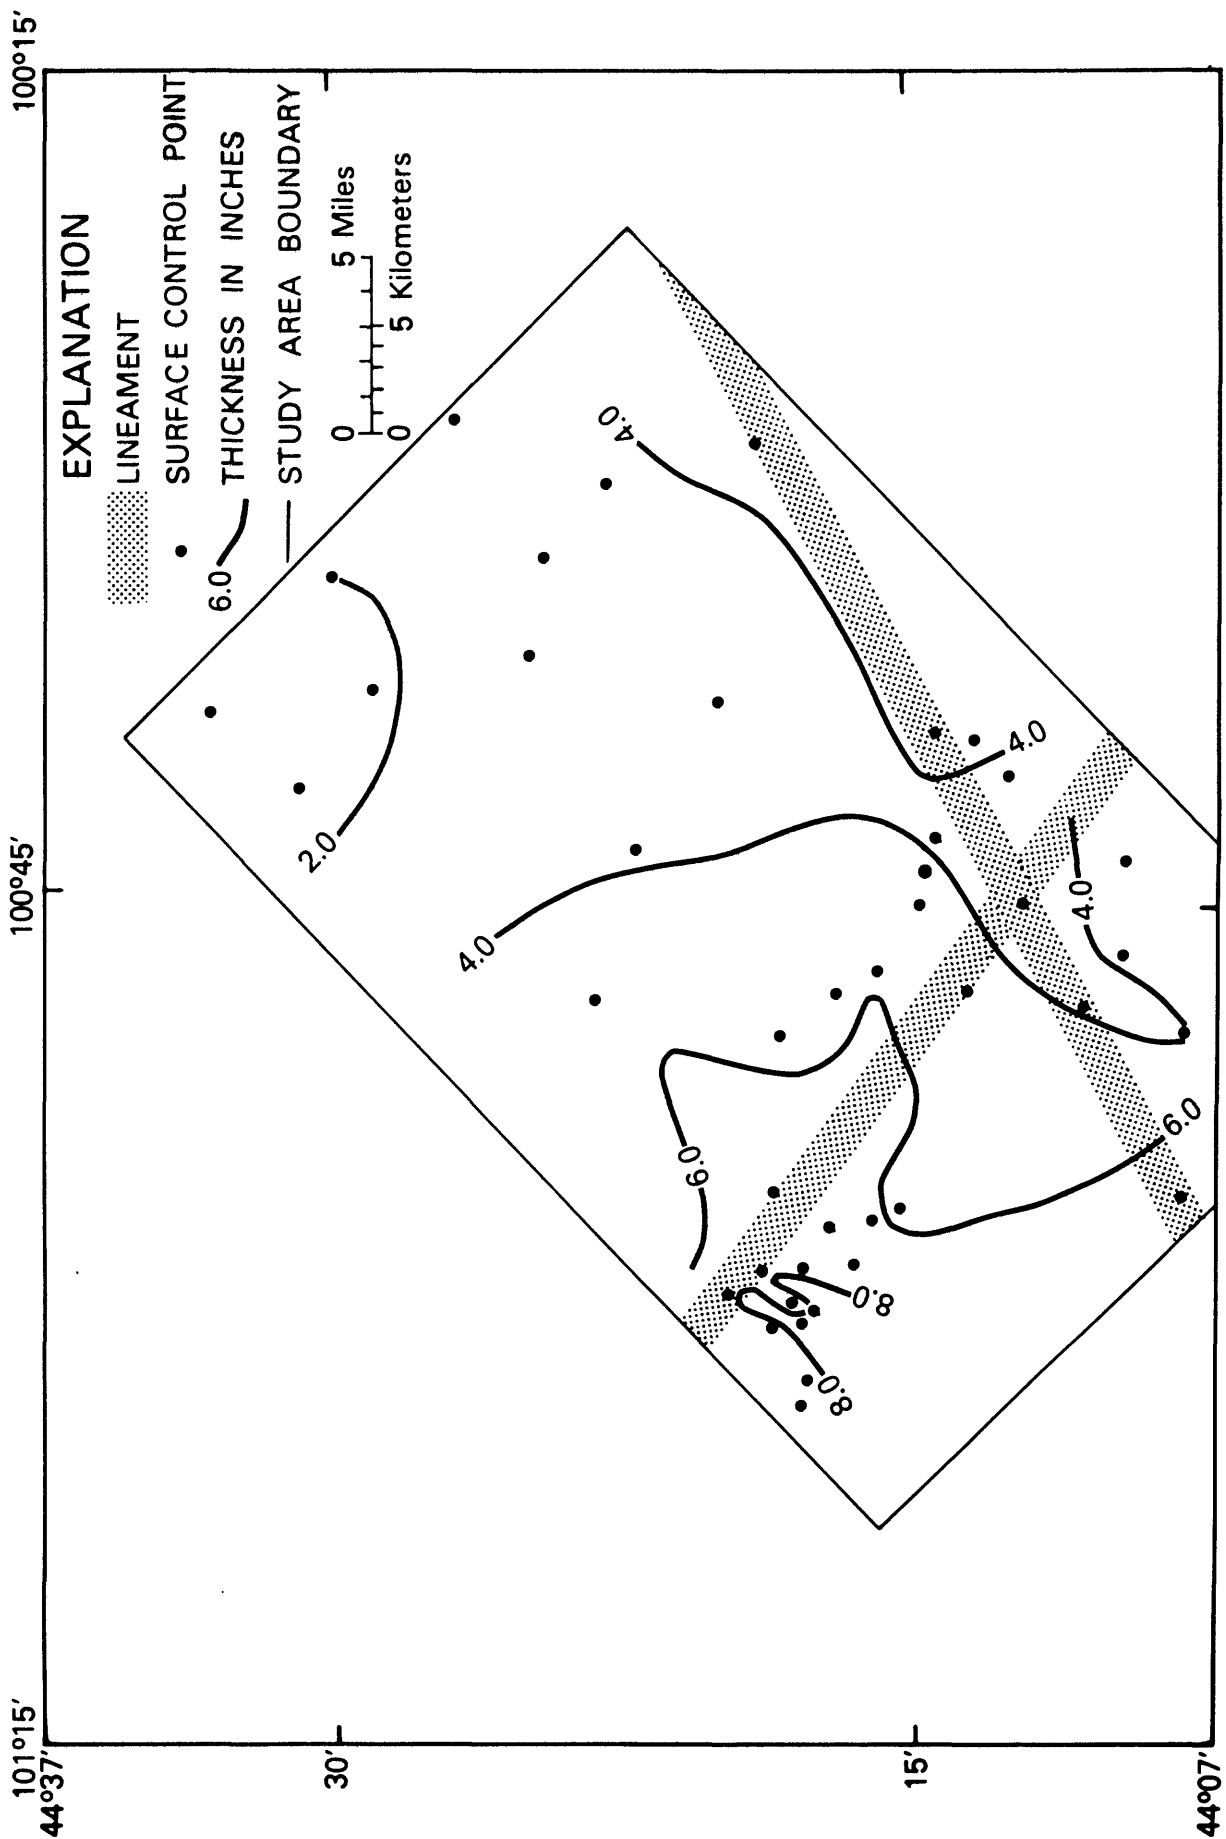 EXPLANATION
LINEAMENT
SURFACE CONTROL POINT
6.0 THICKNESS IN INCHES
STUDY AREA BOUNDARY
0 5 Miles
0 5 Kilometers
101°15′
100°45′
100°15′
44°37′
30′
15′
44°07′
2.0
4.0
4.0
6.0
8.0
8.0
4.0
4.0
6.0